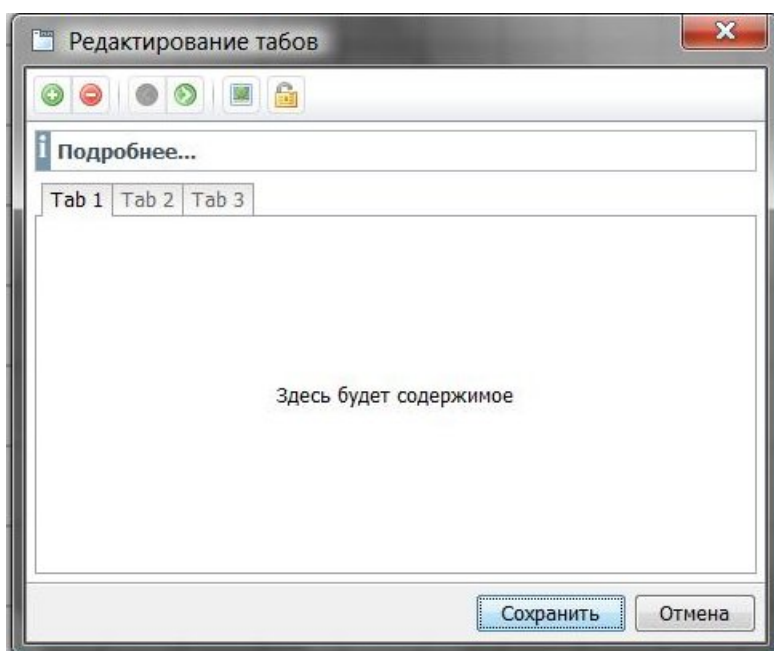 Редактирование табов
Подробнее...
Tab 1 Tab 2 Tab 3
Здесь будет содержимое
Сохранить Отмена